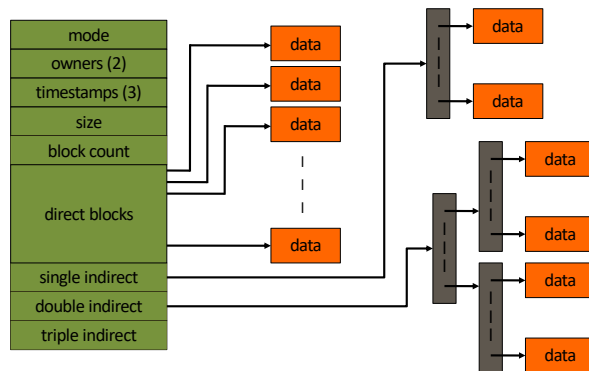 mode
owners (2)
timestamps (3)
size
block count
direct blocks
single indirect
double indirect
triple indirect
data
data
data
data
data
data
data
data
data
data